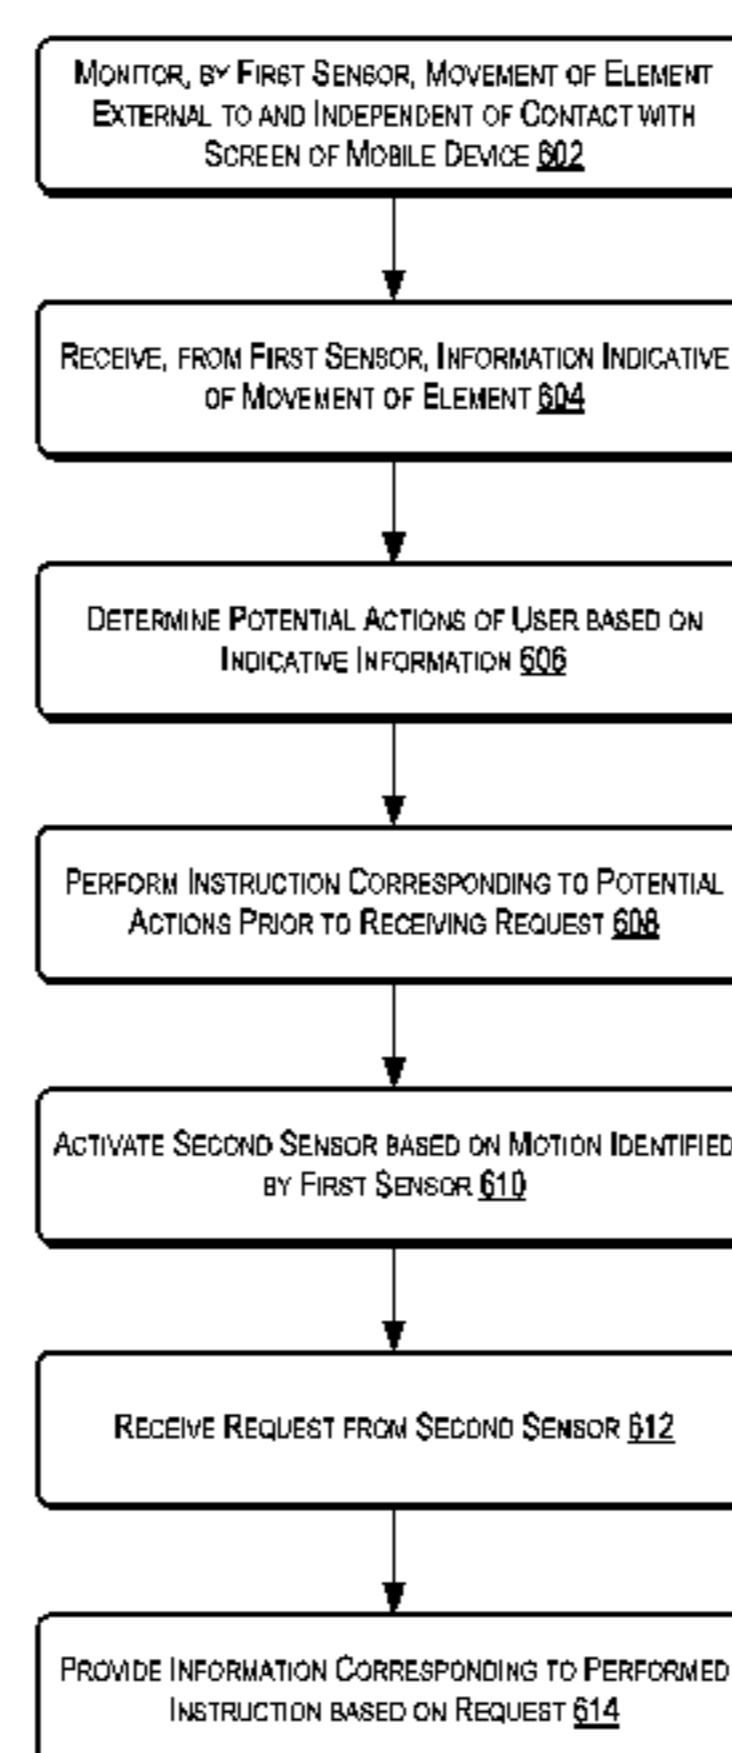 MONITOR, BY FIRST SENSOR, MOVEMENT OF ELEMENT
EXTERNAL TO AND INDEPENDENT OF CONTACT WITH
SCREEN OF MOBILE DEVICE 602
RECEIVE, FROM FIRST SENSOR, INFORMATION INDICATIVE
OF MOVEMENT OF ELEMENT 604
DETERMINE POTENTIAL ACTIONS OF USER BASED ON
INDICATIVE INFORMATION 606
PERFORM INSTRUCTION CORRESPONDING TO POTENTIAL
ACTIONS PRIOR TO RECEIVING REQUEST 608
ACTIVATE SECOND SENSOR BASED ON MOTION IDENTIFIED
BY FIRST SENSOR 610
RECEIVE REQUEST FROM SECOND SENSOR 612
PROVIDE INFORMATION CORRESPONDING TO PERFORMED
INSTRUCTION BASED ON REQUEST 614